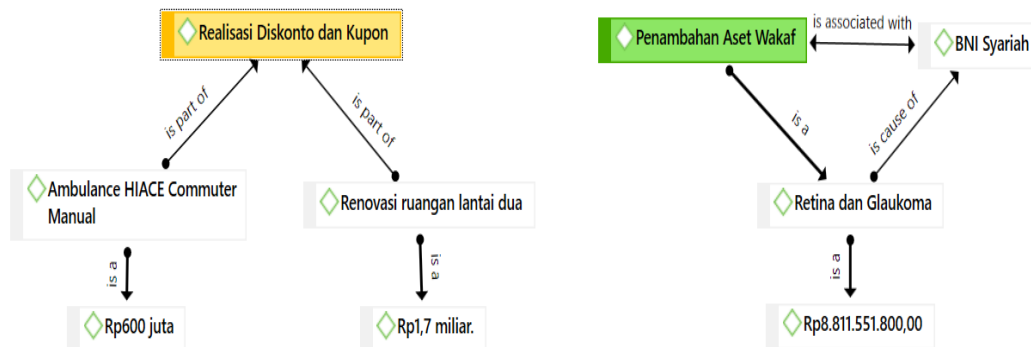 Realisasi Diskonto dan Kupon
is part of
is part of
Ambulance HIACE Commuter
Manual
Renovasi ruangan lantai dua
is a
is a
Rp600 juta
Rp1,7 miliar.
Penambahan Aset Wakaf
is associated with
BNI Syariah
is a
is cause of
Retina dan Glaukoma
is a
Rp8.811.551.800,00